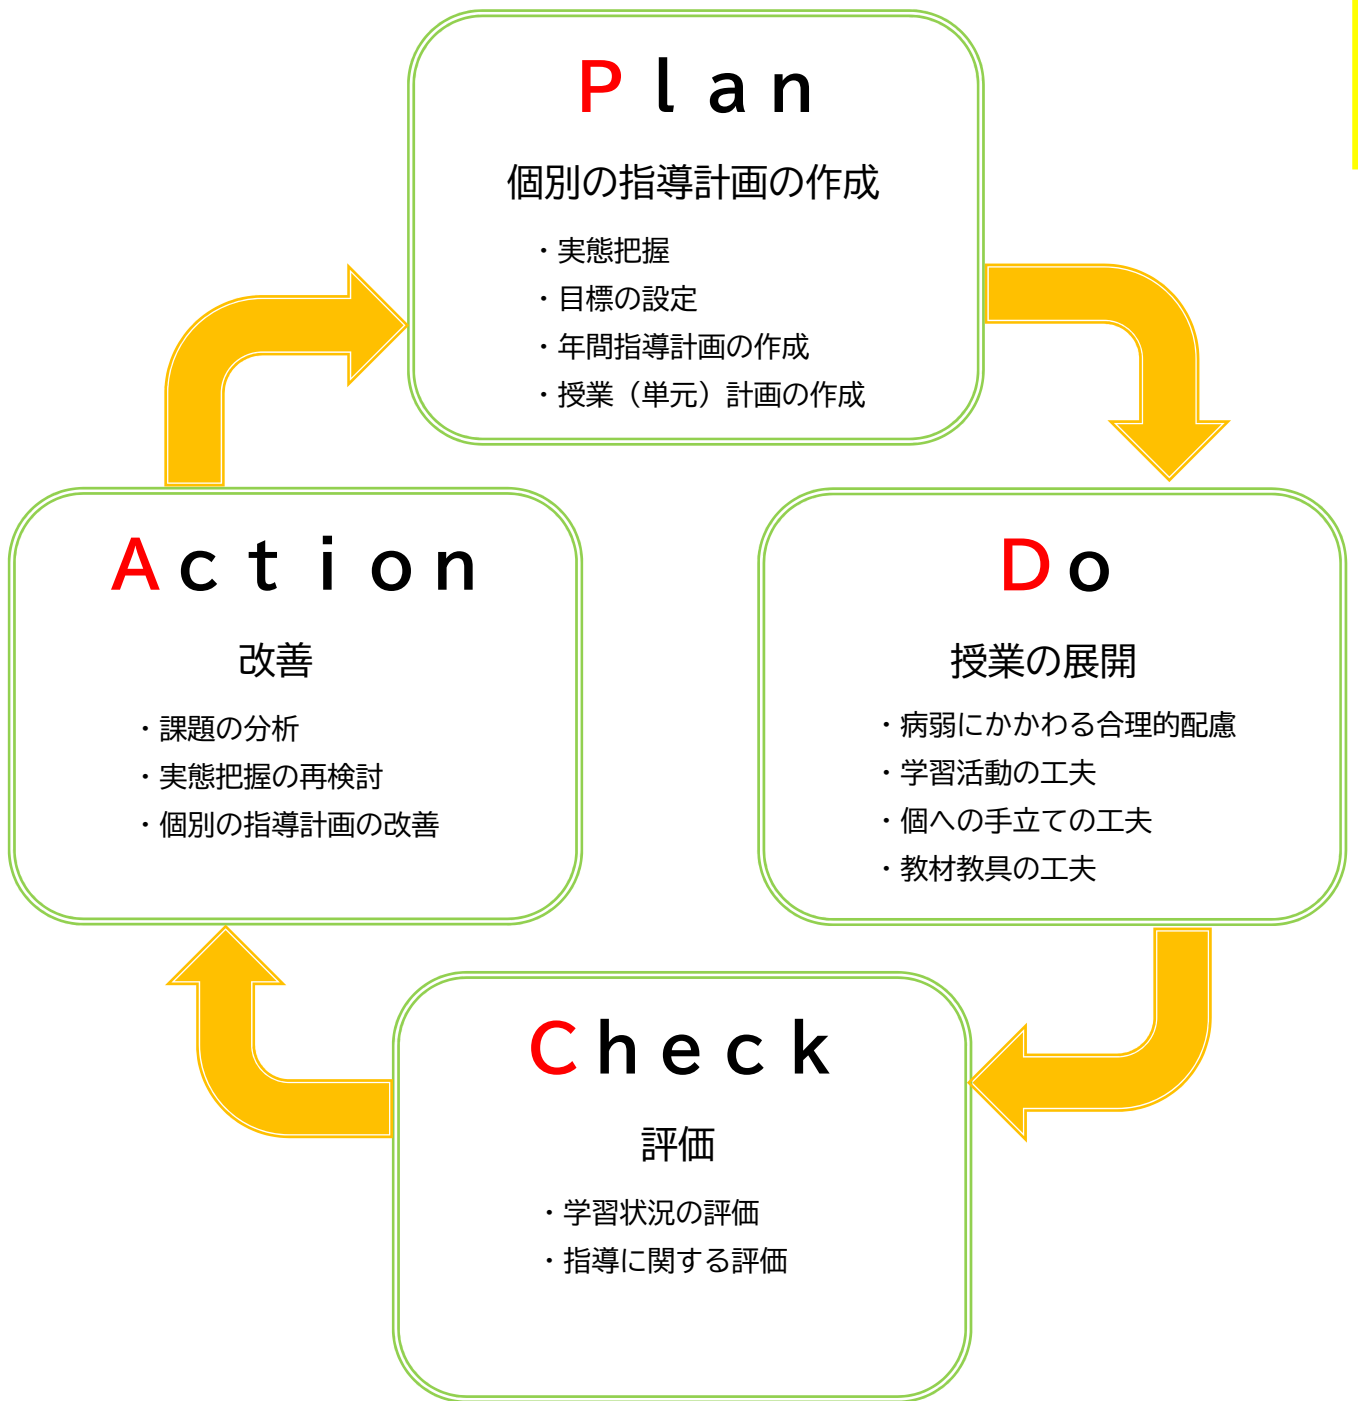 Ｐｌａｎ
個別の指導計画の作成
・実態把握
・目標の設定
・年間指導計画の作成
・授業（単元）計画の作成
Ａｃｔｉｏｎ
改善
・課題の分析
・実態把握の再検討
・個別の指導計画の改善
Ｄｏ
授業の展開
・病弱にかかわる合理的配慮
・学習活動の工夫
・個への手立ての工夫
・教材教具の工夫
Ｃｈｅｃｋ
評価
・学習状況の評価
・指導に関する評価